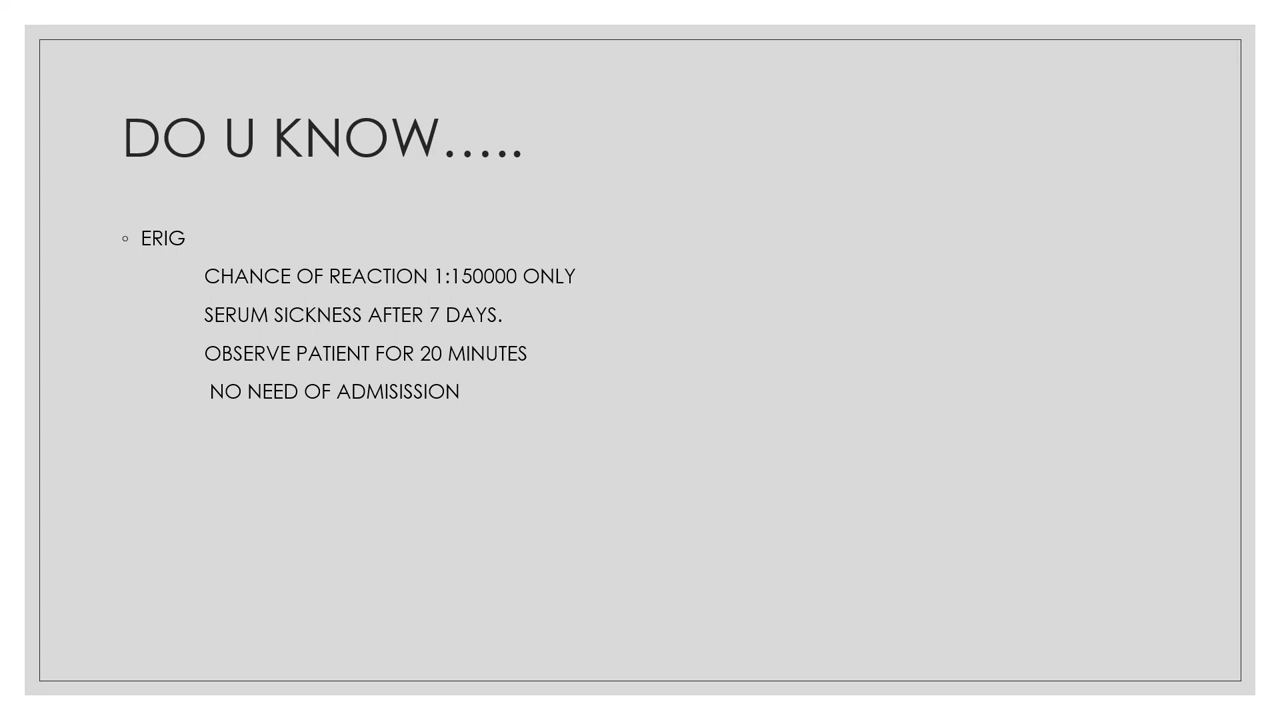 DO U KNOW.....
◦ ERIG
CHANCE OF REACTION 1:150000 ONLY
SERUM SICKNESS AFTER 7 DAYS.
OBSERVE PATIENT FOR 20 MINUTES
NO NEED OF ADMISISSION